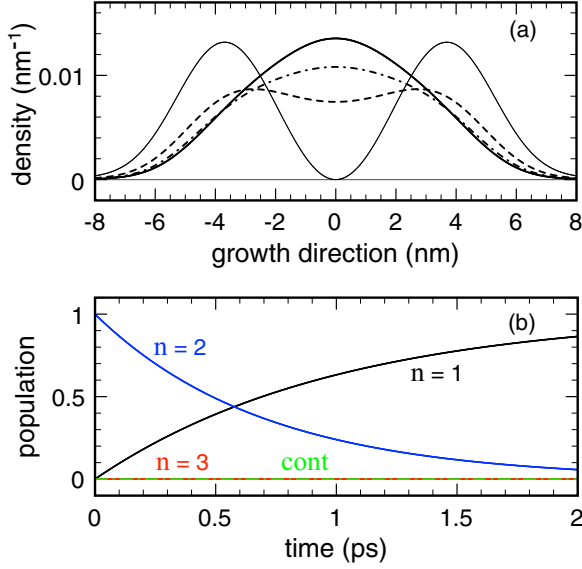 (a)
density (nm⁻¹)
0.01
0
-8 -6 -4 -2 0 2 4 6 8
growth direction (nm)
(b)
population
1
0.5
0
n = 2
n = 1
n = 3
cont
0 0.5 1 1.5 2
time (ps)